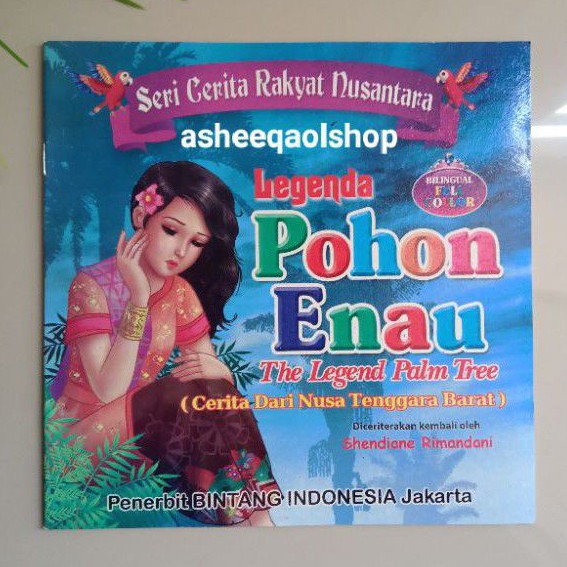 Seri Cerita Rakyat Nusantara
asheeqaolshop
Legenda
BILINGUAL
FULL
COLLOR
Pohon
Enau
The Legend Palm Tree
( Cerita Dari Nusa Tenggara Barat )
Diceriterakan kembali oleh
Shendiane Rimandani
Penerbit BINTANG INDONESIA Jakarta